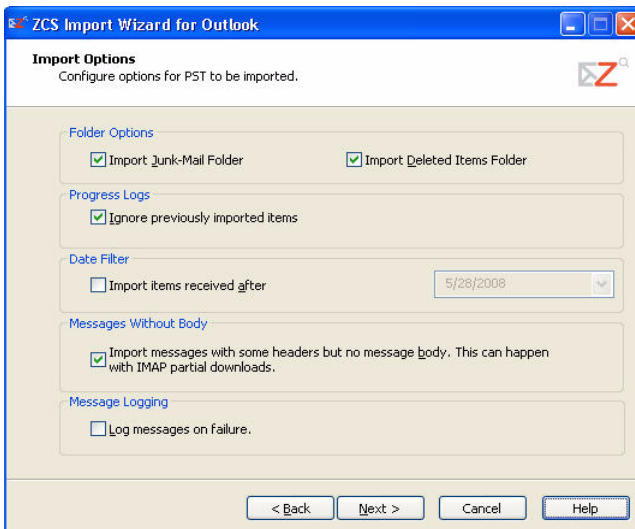 ZCS Import Wizard for Outlook
Import Options
Configure options for PST to be imported.
Folder Options
Import Junk-Mail Folder Import Deleted Items Folder
Progress Logs
Ignore previously imported items
Date Filter
Import items received after 5/28/2008
Messages Without Body
Import messages with some headers but no message body. This can happen
with IMAP partial downloads.
Message Logging
Log messages on failure.
< Back Next > Cancel Help